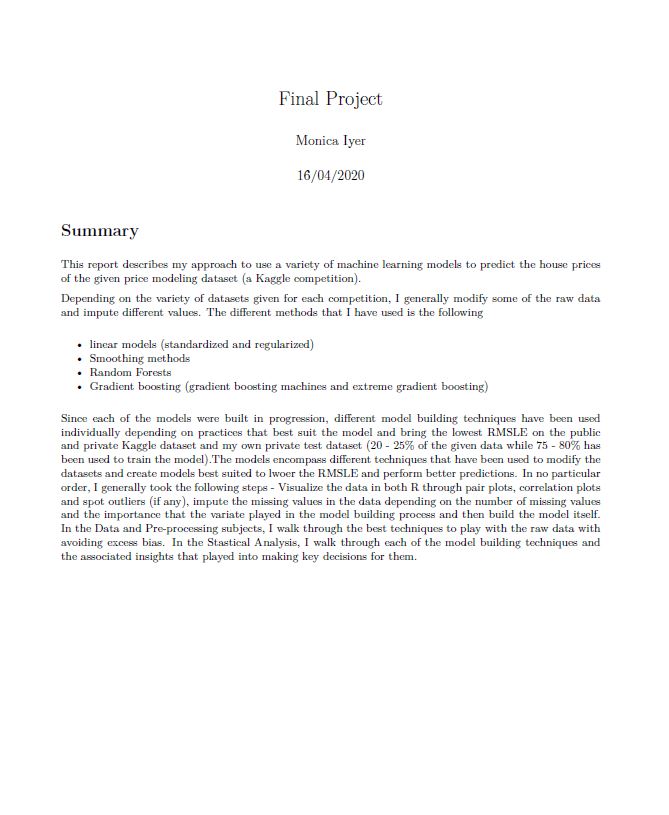 Final Project
Monica Iyer
16/04/2020
Summary
This report describes my approach to use a variety of machine learning models to predict the house prices
of the given price modeling dataset (a Kaggle competition).
Depending on the variety of datasets given for each competition, I generally modify some of the raw data
and impute different values. The different methods that I have used is the following
• linear models (standardized and regularized)
• Smoothing methods
• Random Forests
• Gradient boosting (gradient boosting machines and extreme gradient boosting)
Since each of the models were built in progression, different model building techniques have been used
individually depending on practices that best suit the model and bring the lowest RMSLE on the public
and private Kaggle dataset and my own private test dataset (20 - 25% of the given data while 75 - 80% has
been used to train the model).The models encompass different techniques that have been used to modify the
datasets and create models best suited to lwoer the RMSLE and perform better predictions. In no particular
order, I generally took the following steps - Visualize the data in both R through pair plots, correlation plots
and spot outliers (if any), impute the missing values in the data depending on the number of missing values
and the importance that the variate played in the model building process and then build the model itself.
In the Data and Pre-processing subjects, I walk through the best techniques to play with the raw data with
avoiding excess bias. In the Stastical Analysis, I walk through each of the model building techniques and
the associated insights that played into making key decisions for them.